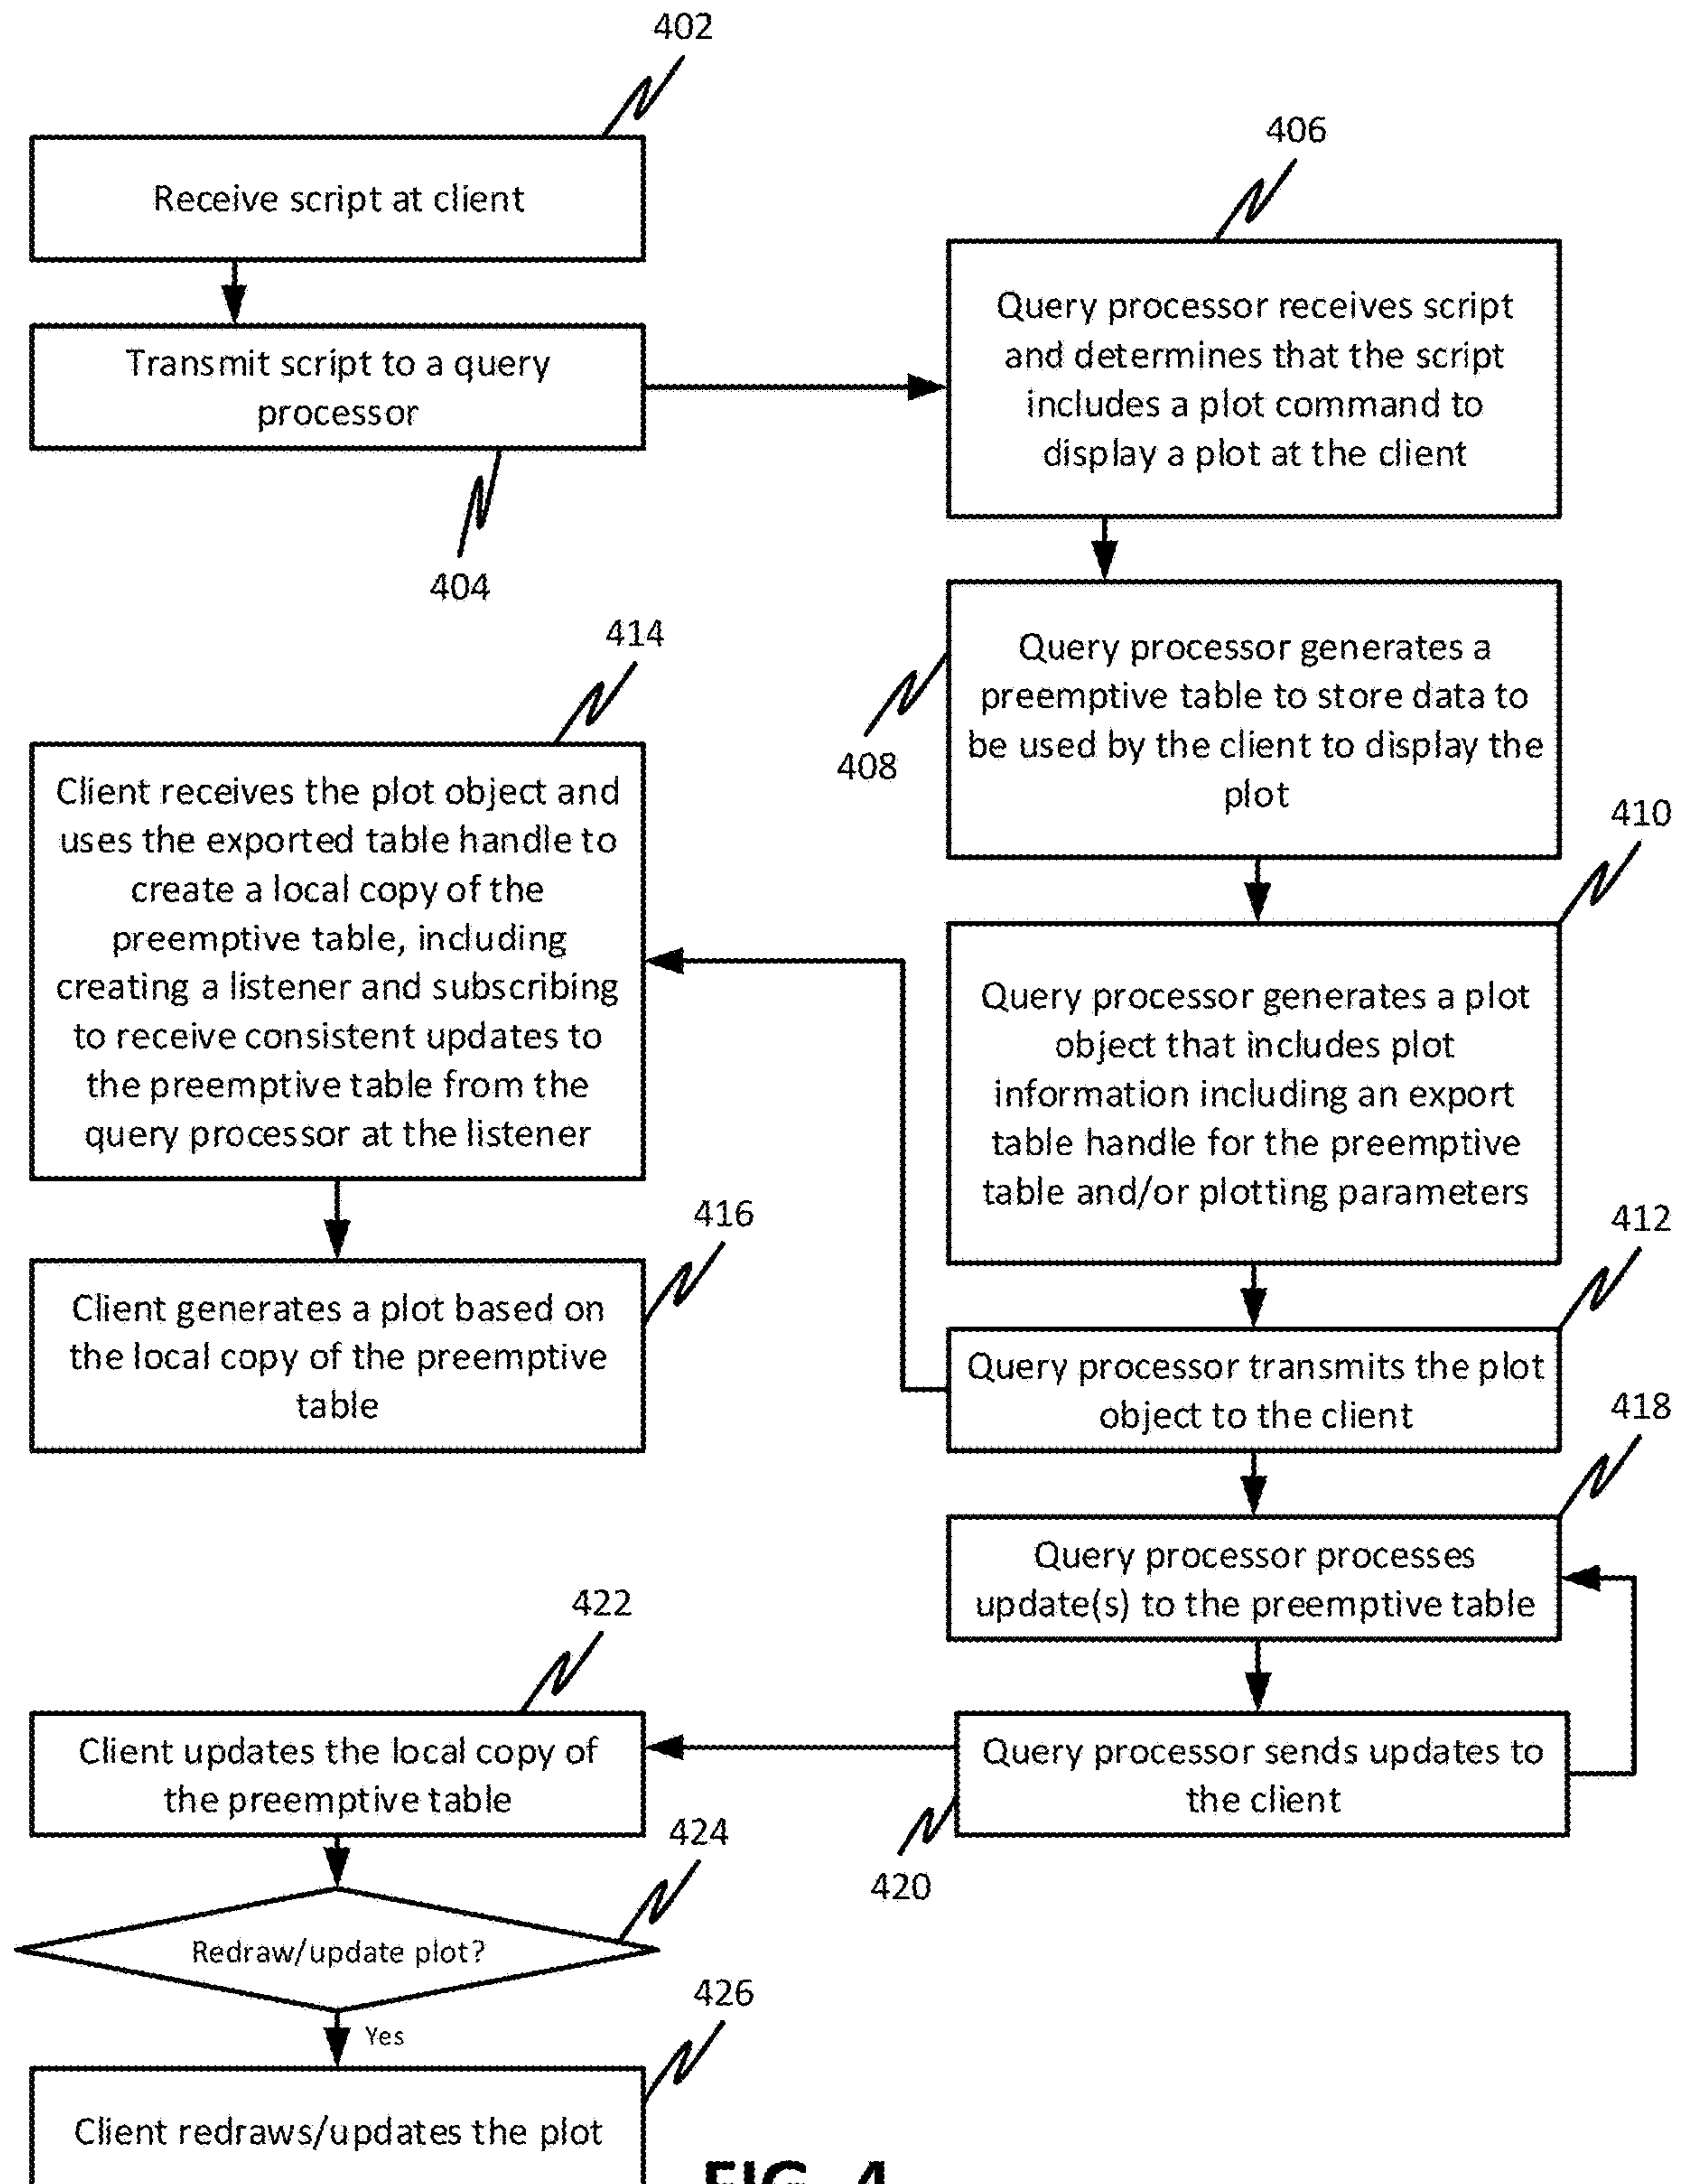 402
Receive script at client
Transmit script to a query
processor
404
406
Query processor receives script
and determines that the script
includes a plot command to
display a plot at the client
Query processor generates a
preemptive table to store data to
be used by the client to display the
plot
408
410
Query processor generates a plot
object that includes plot
information including an export
table handle for the preemptive
table and/or plotting parameters
412
Query processor transmits the plot
object to the client
414
Client receives the plot object and
uses the exported table handle to
create a local copy of the
preemptive table, including
creating a listener and subscribing
to receive consistent updates to
the preemptive table from the
query processor at the listener
416
Client generates a plot based on
the local copy of the preemptive
table
418
Query processor processes
update(s) to the preemptive table
Query processor sends updates to
the client
420
422
Client updates the local copy of
the preemptive table
424
Redraw/update plot?
Yes
426
Client redraws/updates the plot
FIG. 4